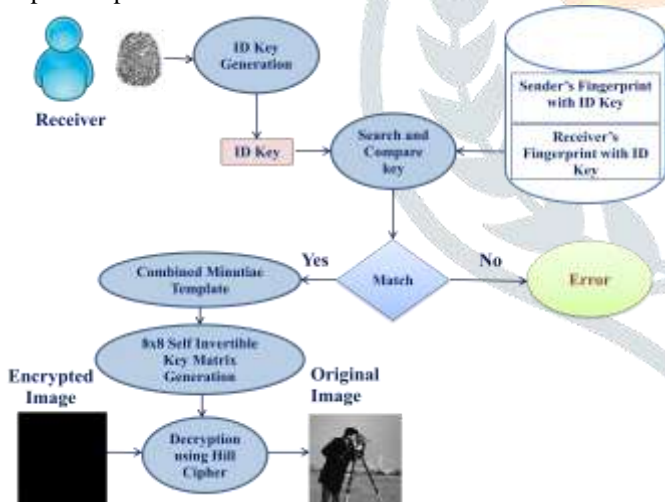 ID Key
Generation
Receiver
Sender's Fingerprint
with ID Key
Receiver's
Fingerprint with ID
Key
ID Key
Search and
Compare
key
Match
Yes
No
Error
Combined Minutiae
Template
8x8 Self Invertible
Key Matrix
Generation
Encrypted
Image
Original
Image
Decryption
using Hill
Cipher